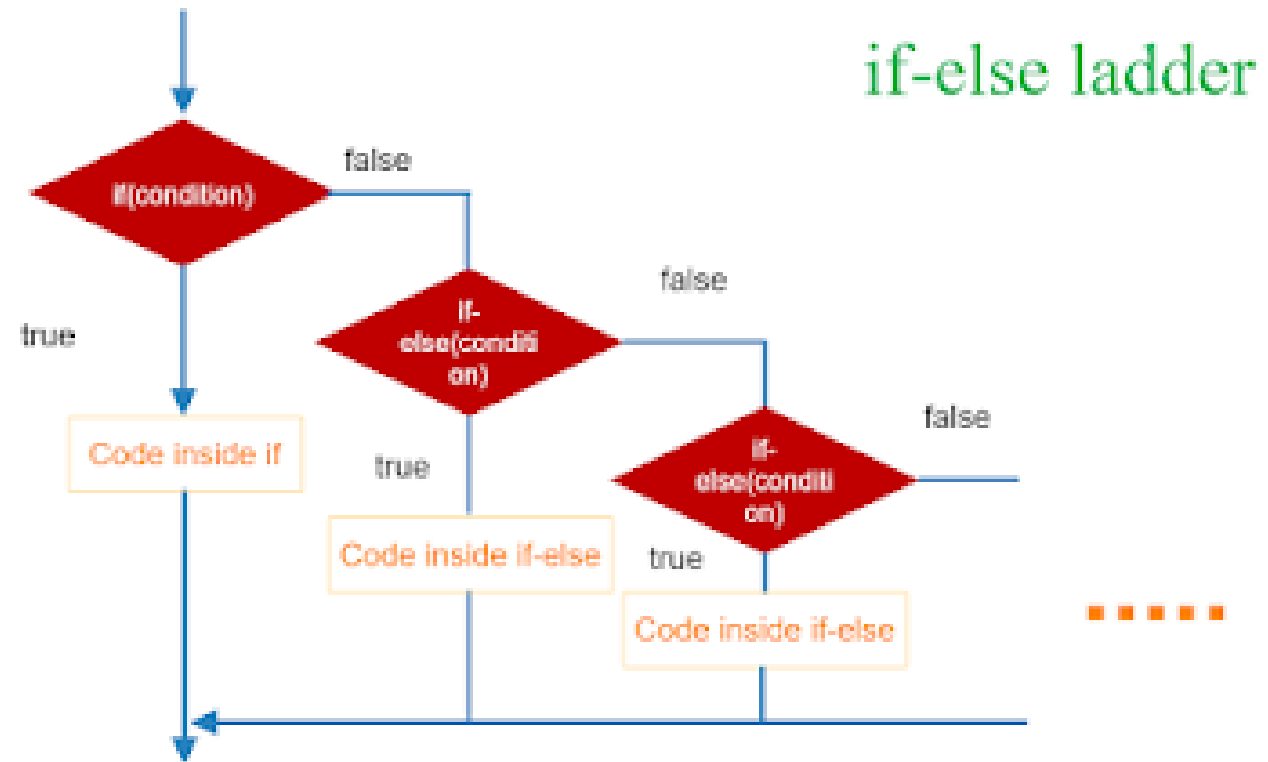 if-else ladder
false
if(condition)
false
if-
else(conditi
on)
true
false
if-
else(conditi
on)
Code inside if
true
Code inside if-else
true
Code inside if-else
.....